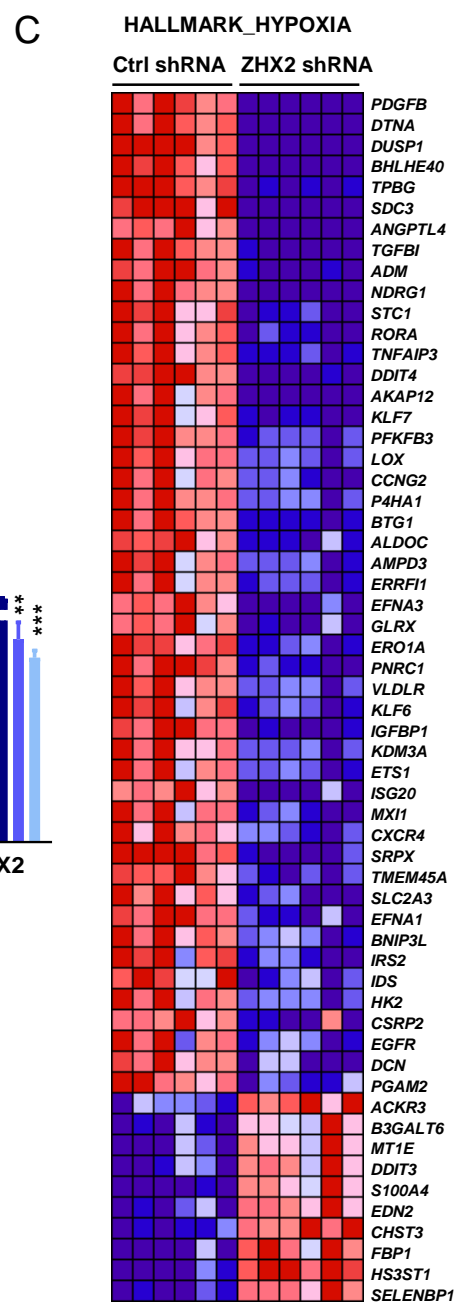 C
HALLMARK_HYPOXIA
Ctrl shRNA ZHX2 shRNA
PDGFB
DTNA
DUSP1
BHLHE40
TPBG
SDC3
ANGPTL4
TGFBI
ADM
NDRG1
STC1
RORA
TNFAIP3
DDIT4
AKAP12
KLF7
PFKFB3
LOX
CCNG2
P4HA1
BTG1
ALDOC
AMPD3
ERRFI1
EFNA3
** ***
GLRX
ERO1A
PNRC1
VLDLR
KLF6
IGFBP1
KDM3A
ETS1
ISG20
MXI1
CXCR4
X2
SRPX
TMEM45A
SLC2A3
EFNA1
BNIP3L
IRS2
IDS
HK2
CSRP2
EGFR
DCN
PGAM2
ACKR3
B3GALT6
MT1E
DDIT3
S100A4
EDN2
CHST3
FBP1
HS3ST1
SELENBP1